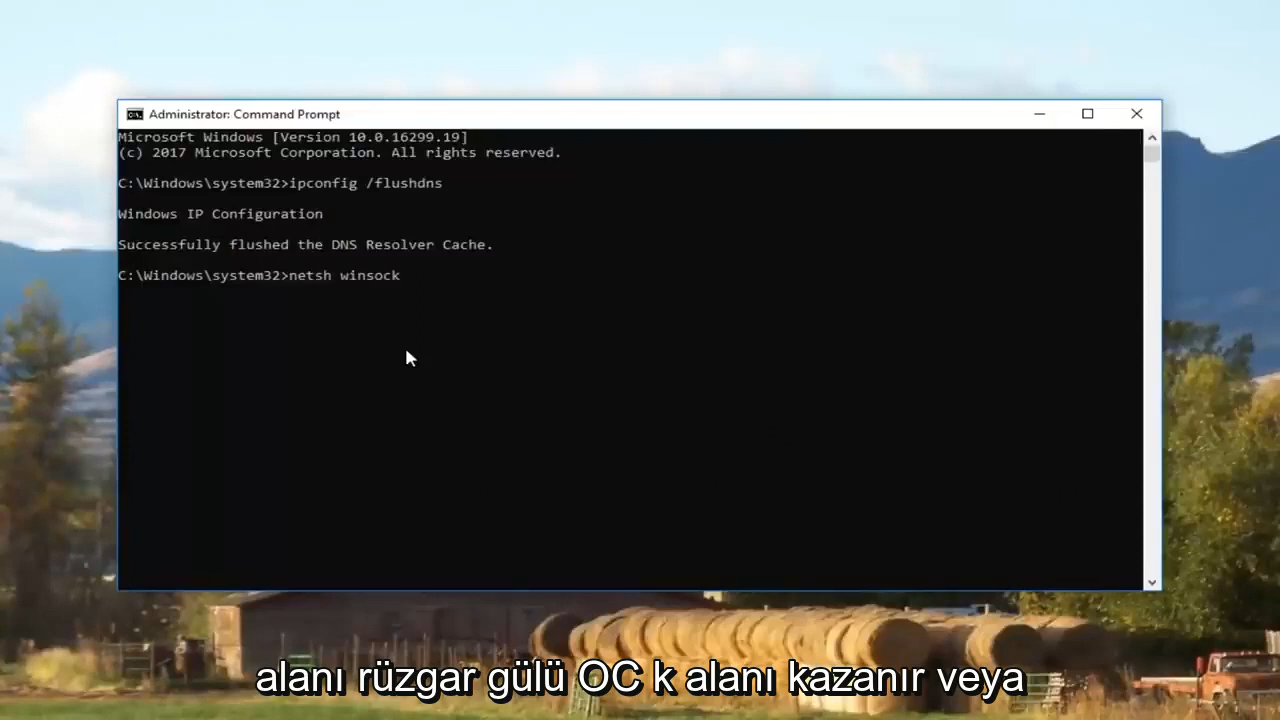 Administrator: Command Prompt
Microsoft Windows [Version 10.0.16299.19]
(c) 2017 Microsoft Corporation. All rights reserved.
C:\Windows\system32>ipconfig /flushdns
Windows IP Configuration
Successfully flushed the DNS Resolver Cache.
C:\Windows\system32>netsh winsock
alanı rüzgar gülü OC k alanı kazanır veya